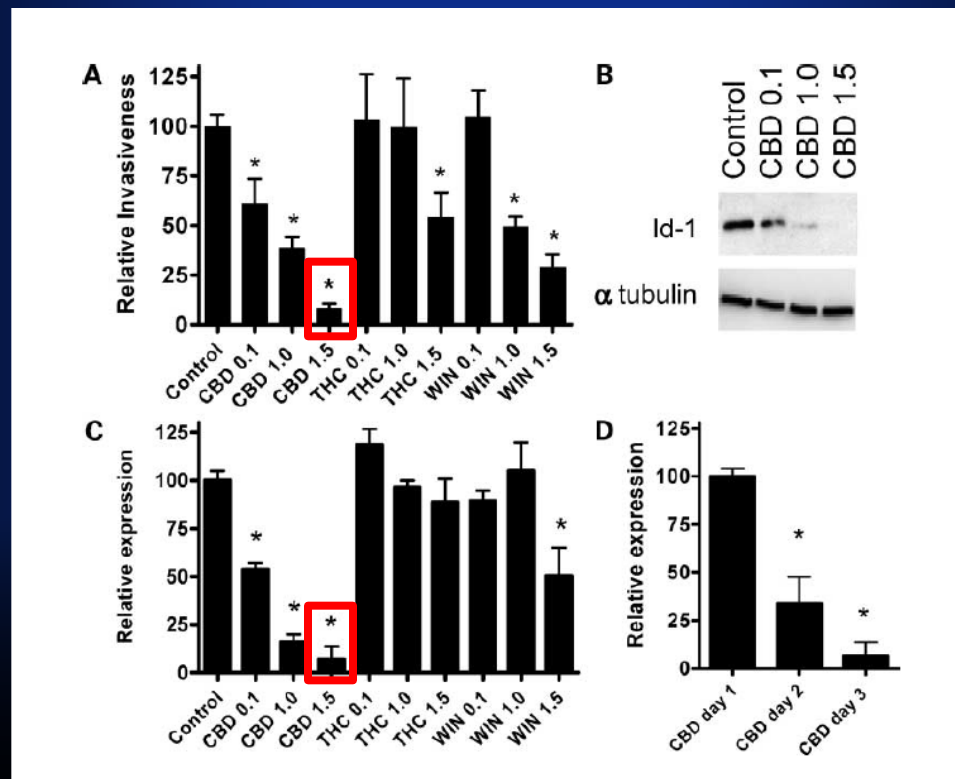 A
Relative Invasiveness
125
100
75
50
25
0
*
*
*
*
*
*
Control
CBD 0.1
CBD 1.0
CBD 1.5
THC 0.1
THC 1.0
THC 1.5
WIN 0.1
WIN 1.0
WIN 1.5
B
Control
CBD 0.1
CBD 1.0
CBD 1.5
Id-1
α tubulin
C
Relative expression
125
100
75
50
25
0
*
*
*
*
Control
CBD 0.1
CBD 1.0
CBD 1.5
THC 0.1
THC 1.0
THC 1.5
WIN 0.1
WIN 1.0
WIN 1.5
D
Relative expression
125
100
75
50
25
0
*
*
CBD day 1
CBD day 2
CBD day 3